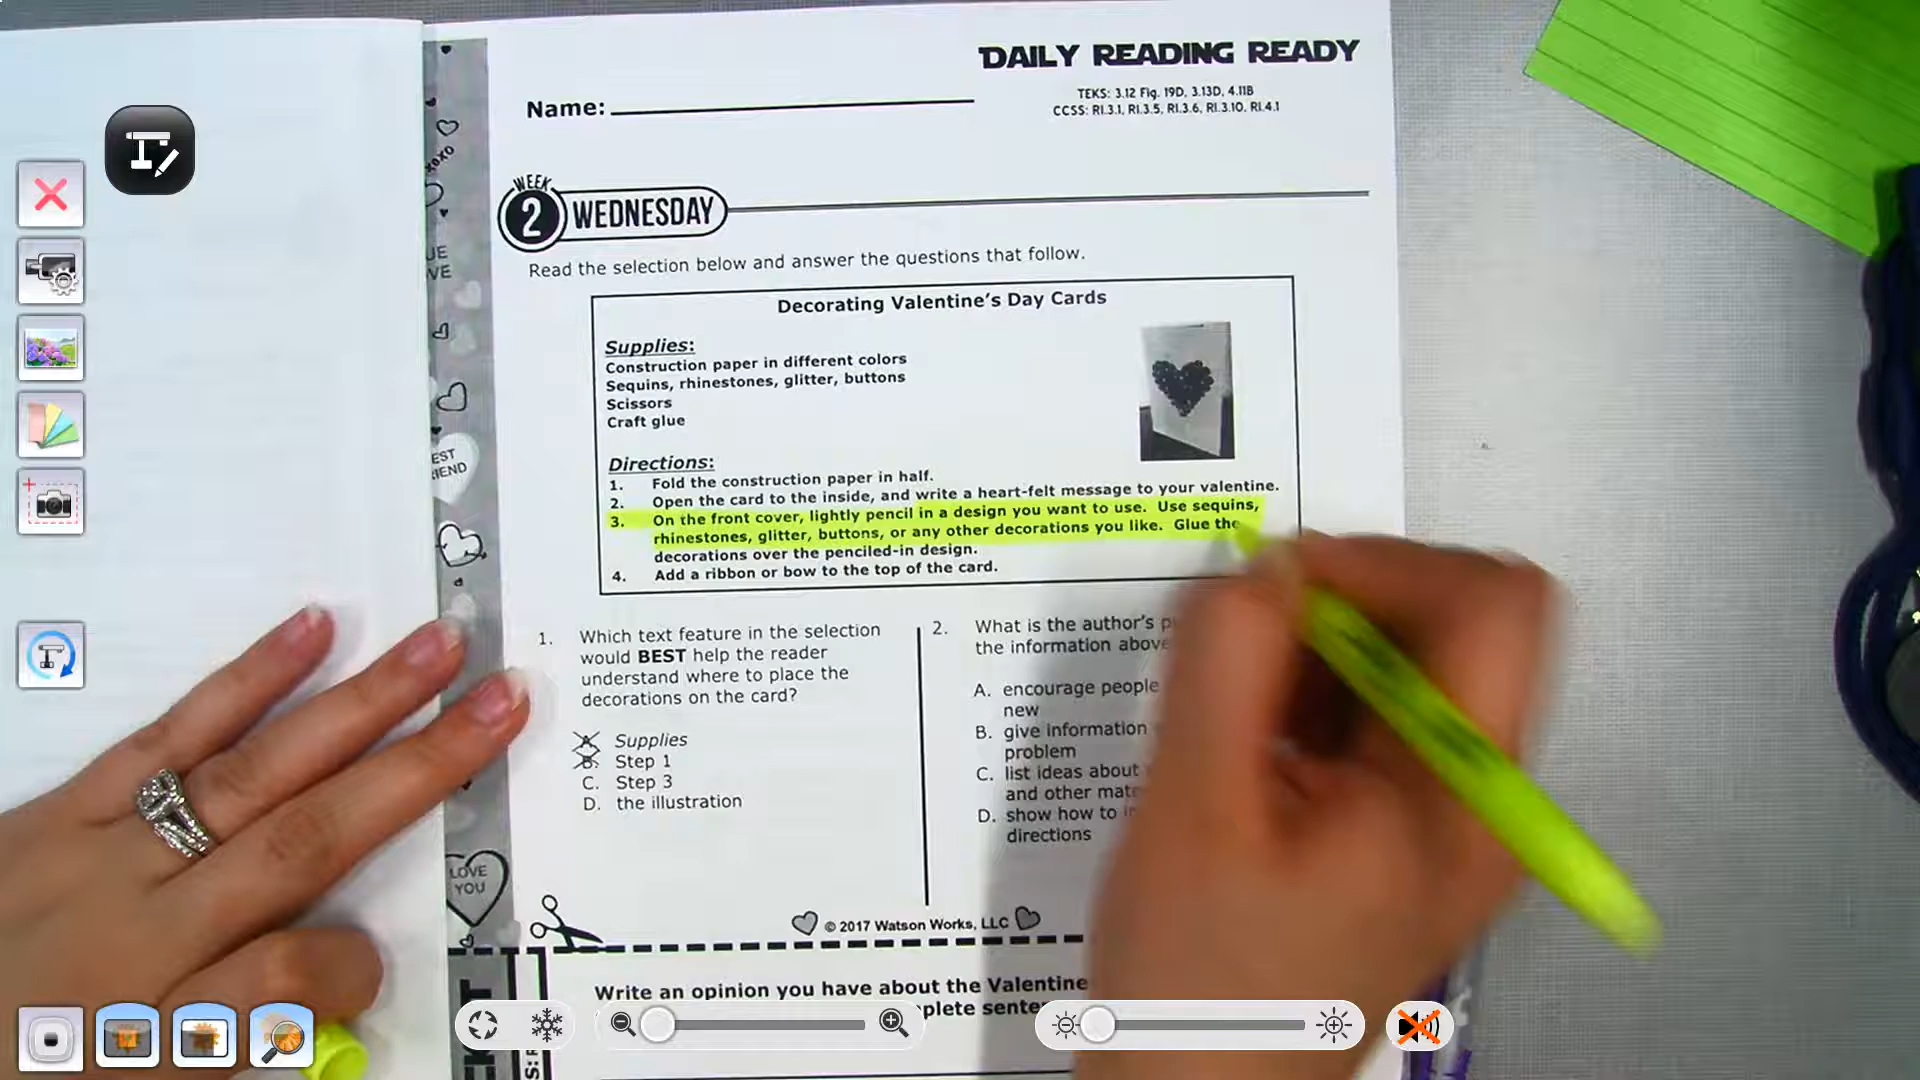 DAILY READING READY
TEKS: 3.12 Fig. 19D, 3.13D, 4.11B
CCSS: RI.3.1, RI.3.5, RI.3.6, RI.3.10, RI.4.1
Name:
WEEK
2 WEDNESDAY
Read the selection below and answer the questions that follow.
Decorating Valentine's Day Cards
Supplies:
Construction paper in different colors
Sequins, rhinestones, glitter, buttons
Scissors
Craft glue
Directions:
1. Fold the construction paper in half.
2. Open the card to the inside, and write a heart-felt message to your valentine.
3. On the front cover, lightly pencil in a design you want to use. Use sequins,
rhinestones, glitter, buttons, or any other decorations you like. Glue the
decorations over the penciled-in design.
4. Add a ribbon or bow to the top of the card.
1. Which text feature in the selection
would BEST help the reader
understand where to place the
decorations on the card?
A. Supplies
B. Step 1
C. Step 3
D. the illustration
2. What is the author's
the information above
A. encourage people
new
B. give information
problem
C. list ideas about
and other
D. show how to
directions
XOXO
LOVE
YOU
© 2017 Watson Works, LLC
Write an opinion you have about the Valentine